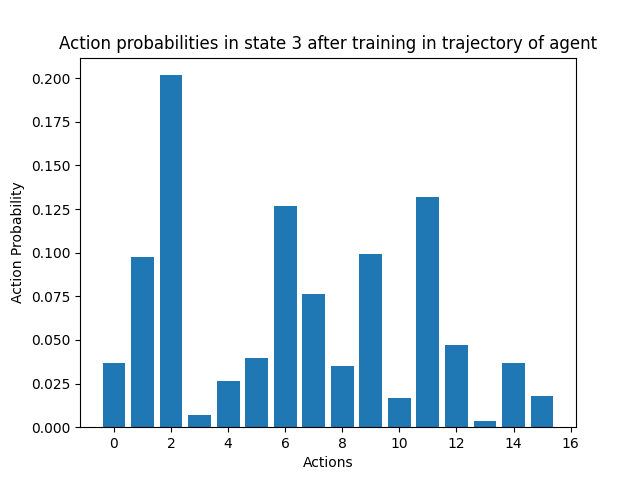 Action probabilities in state 3 after training in trajectory of agent
0.200
0.175
0.150
0.125
0.100
0.075
0.050
0.025
0.000
Action Probability
0 2 4 6 8 10 12 14 16
Actions